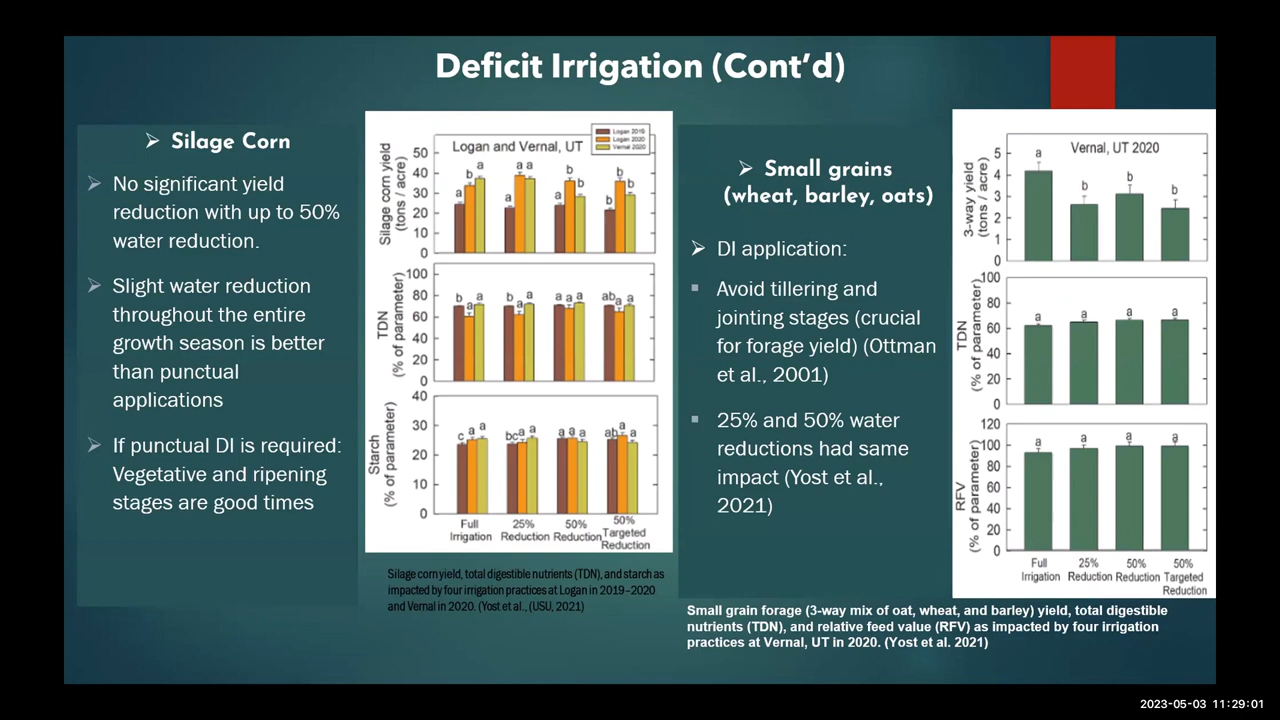 Deficit Irrigation (Cont'd)
➢ Silage Corn
➢ No significant yield
reduction with up to 50%
water reduction.
➢ Slight water reduction
throughout the entire
growth season is better
than punctual
applications
➢ If punctual DI is required:
Vegetative and ripening
stages are good times
Logan and Vernal, UT
Logan 2019
Logan 2020
Vernal 2020
Silage corn yield
(tons / acre)
50
40
30
20
10
0
a b a
a a a
a b b
b b b
TDN
(% of parameter)
100
80
60
40
20
0
b a a
b a a
a a a
ab a a
Starch
(% of parameter)
40
30
20
10
0
c a a
bc a a
a a a
ab a a
Full
Irrigation
25%
Reduction
50%
Reduction
50%
Targeted
Reduction
Silage corn yield, total digestible nutrients (TDN), and starch as
impacted by four irrigation practices at Logan in 2019–2020
and Vernal in 2020. (Yost et al., (USU, 2021)
➢ Small grains
(wheat, barley, oats)
➢ DI application:
▪ Avoid tillering and
jointing stages (crucial
for forage yield) (Ottman
et al., 2001)
▪ 25% and 50% water
reductions had same
impact (Yost et al.,
2021)
Vernal, UT 2020
3-way yield
(tons / acre)
5
4
3
2
1
0
a b b b
TDN
(% of parameter)
100
80
60
40
20
0
a a a a
RFV
(% of parameter)
120
100
80
60
40
20
0
a a a a
Full
Irrigation
25%
Reduction
50%
Reduction
50%
Targeted
Reduction
Small grain forage (3-way mix of oat, wheat, and barley) yield, total digestible
nutrients (TDN), and relative feed value (RFV) as impacted by four irrigation
practices at Vernal, UT in 2020. (Yost et al. 2021)
2023-05-03 11:29:01